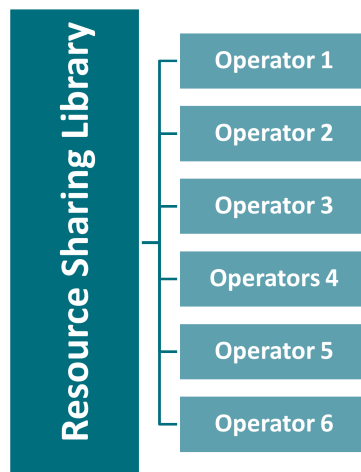 Resource Sharing Library
Operator 1
Operator 2
Operator 3
Operators 4
Operator 5
Operator 6